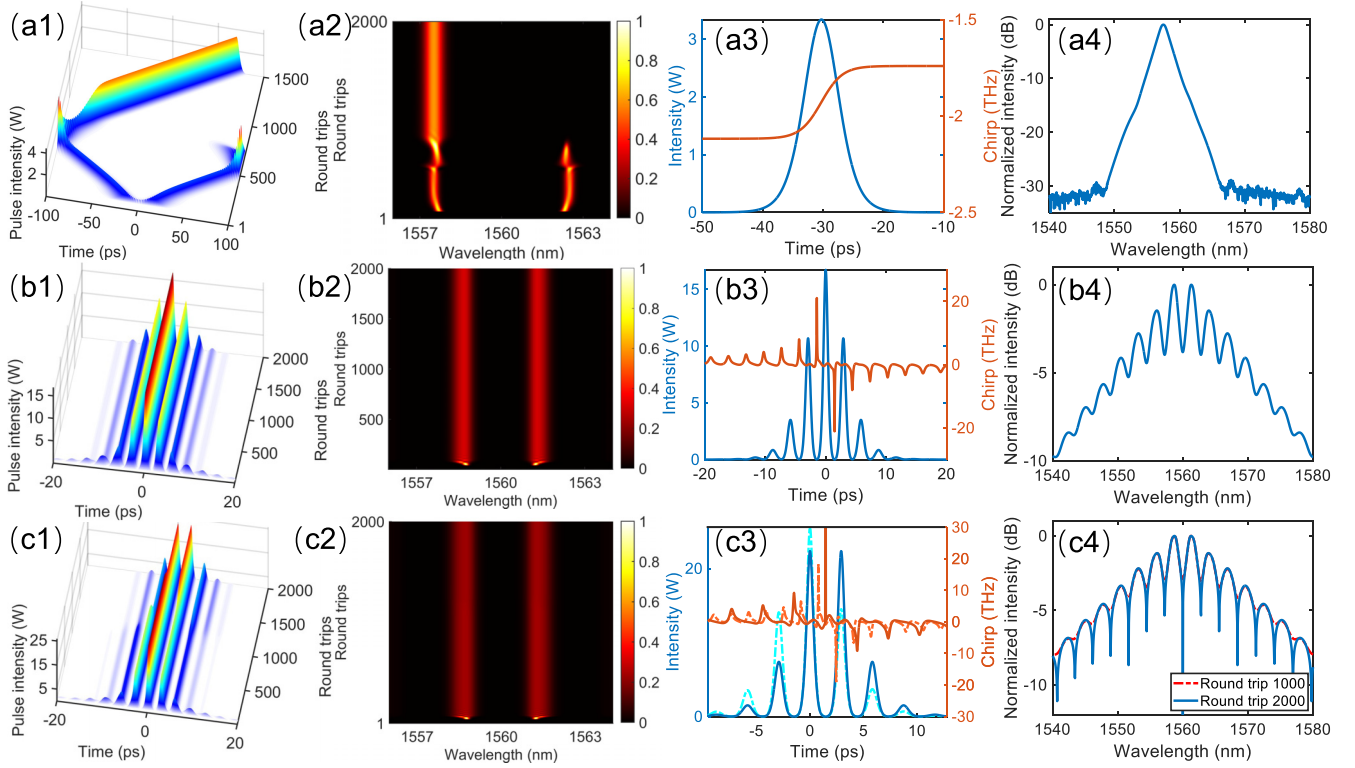 (a1)
Pulse intensity (W)
4
2
-100
-50
0
50
100
Time (ps)
1
500
1000
1500
Round trips
(a2)
2000
1
Round trips
1557
1560
1563
Wavelength (nm)
1
0.8
0.6
0.4
0.2
0
(a3)
Intensity (W)
3
2
1
0
-50
-40
-30
-20
-10
Time (ps)
-1.5
-2
-2.5
Chirp (THz)
(a4)
Normalized intensity (dB)
0
-10
-20
-30
1540
1550
1560
1570
1580
Wavelength (nm)
(b1)
Pulse intensity (W)
15
10
5
-20
0
20
Time (ps)
500
1000
1500
2000
Round trips
(b2)
2000
1500
1000
500
Round trips
1557
1560
1563
Wavelength (nm)
1
0.8
0.6
0.4
0.2
0
(b3)
Intensity (W)
15
10
5
0
-20
-10
0
10
20
Time (ps)
20
0
-20
Chirp (THz)
(b4)
Normalized intensity (dB)
0
-5
-10
1540
1550
1560
1570
1580
Wavelength (nm)
(c1)
Pulse intensity (W)
25
15
5
-20
0
20
Time (ps)
500
1000
1500
2000
Round trips
(c2)
2000
1
Round trips
1557
1560
1563
Wavelength (nm)
1
0.8
0.6
0.4
0.2
0
(c3)
Intensity (W)
20
0
-5
0
5
10
Time (ps)
30
20
10
0
-10
-20
-30
Chirp (THz)
(c4)
Normalized intensity (dB)
0
-5
-10
1540
1550
1560
1570
1580
Wavelength (nm)
Round trip 1000
Round trip 2000